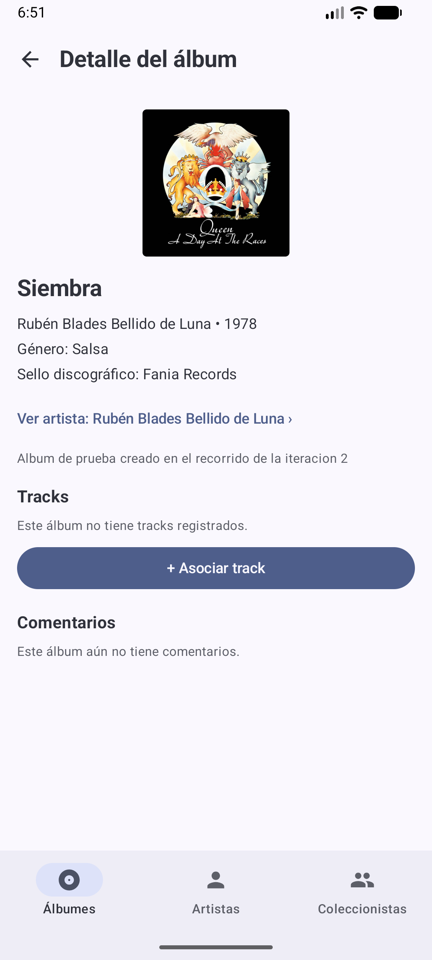 6:51
Detalle del álbum
Queen
A Day At The Races
Siembra
Rubén Blades Bellido de Luna • 1978
Género: Salsa
Sello discográfico: Fania Records
Ver artista: Rubén Blades Bellido de Luna ›
Album de prueba creado en el recorrido de la iteracion 2
Tracks
Este álbum no tiene tracks registrados.
+ Asociar track
Comentarios
Este álbum aún no tiene comentarios.
Álbumes
Artistas
Coleccionistas